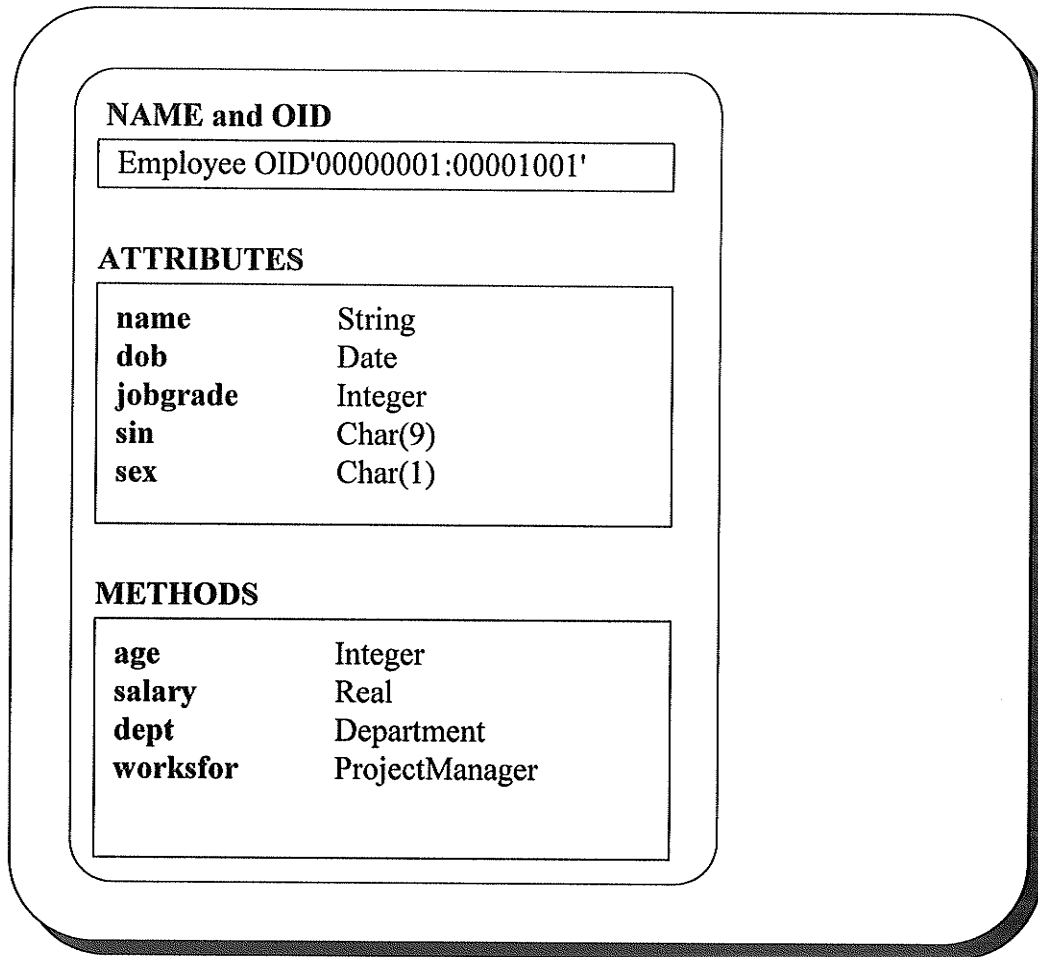 NAME and OID
Employee OID'00000001:00001001'
ATTRIBUTES
name String
dob Date
jobgrade Integer
sin Char(9)
sex Char(1)
METHODS
age Integer
salary Real
dept Department
worksfor ProjectManager